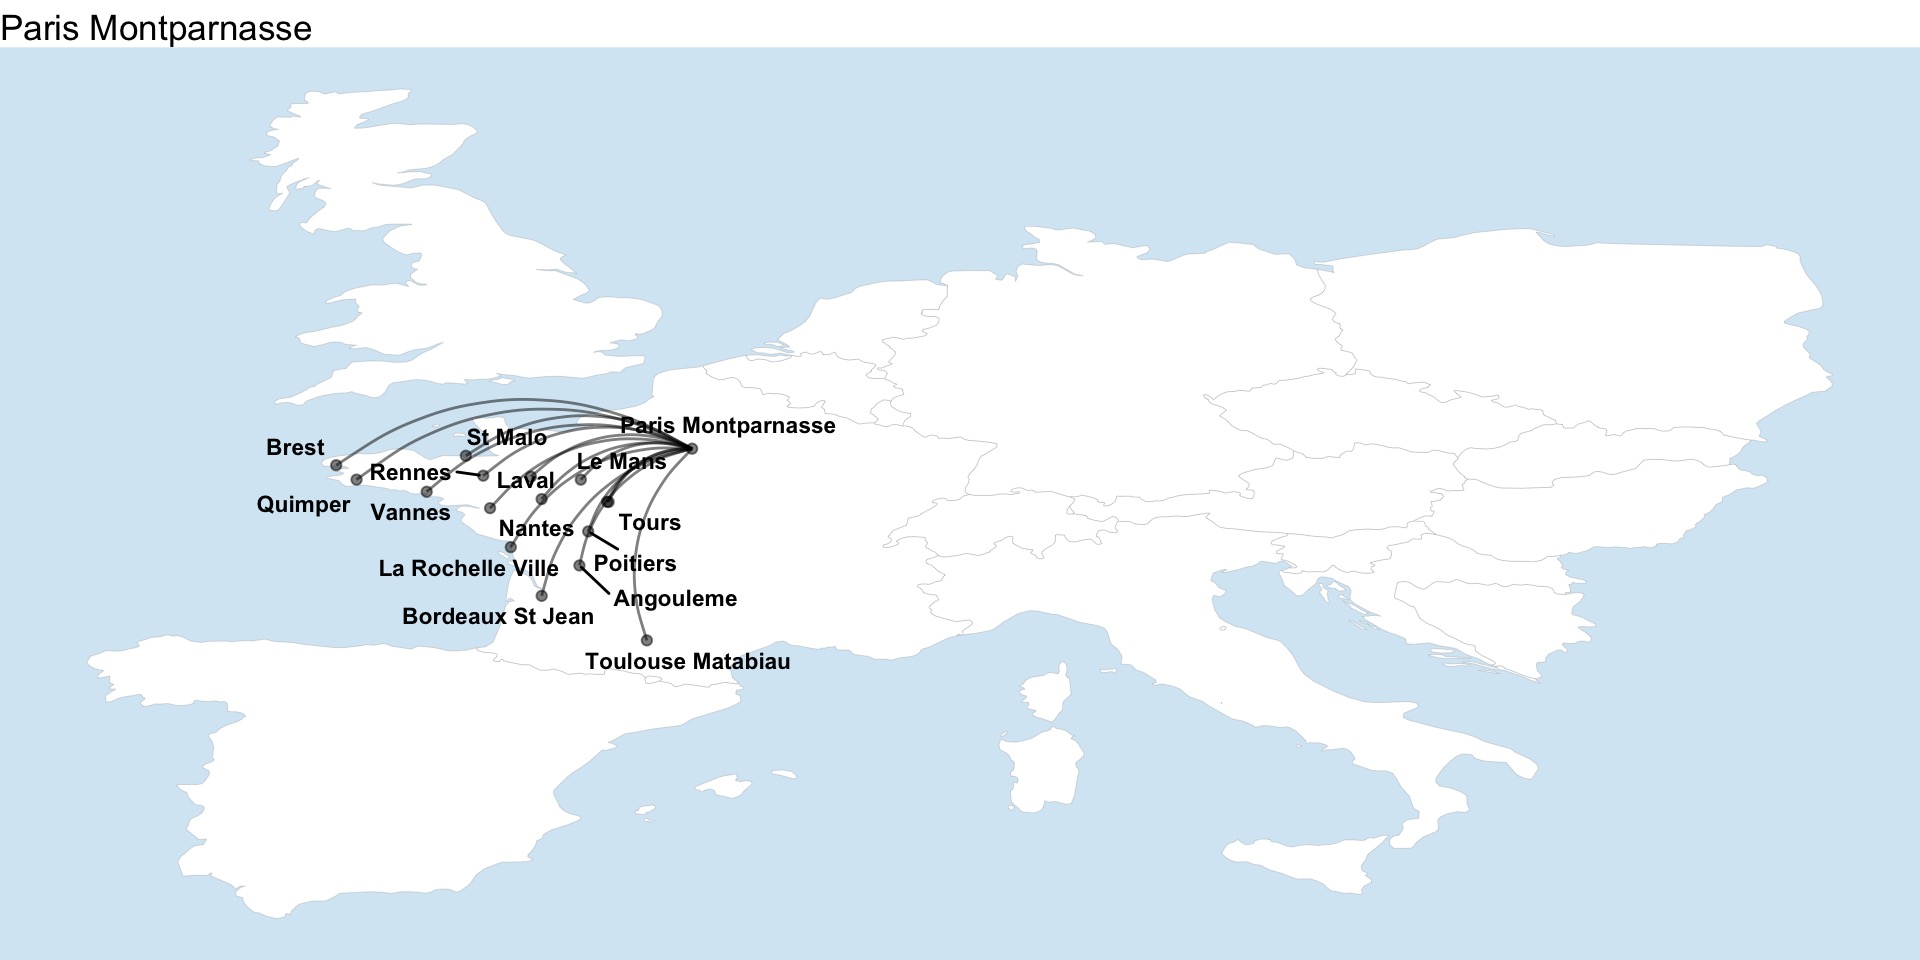 Paris Montparnasse
Paris Montparnasse
St Malo
Brest
Le Mans
Rennes
Laval
Quimper
Vannes
Tours
Nantes
Poitiers
La Rochelle Ville
Angouleme
Bordeaux St Jean
Toulouse Matabiau